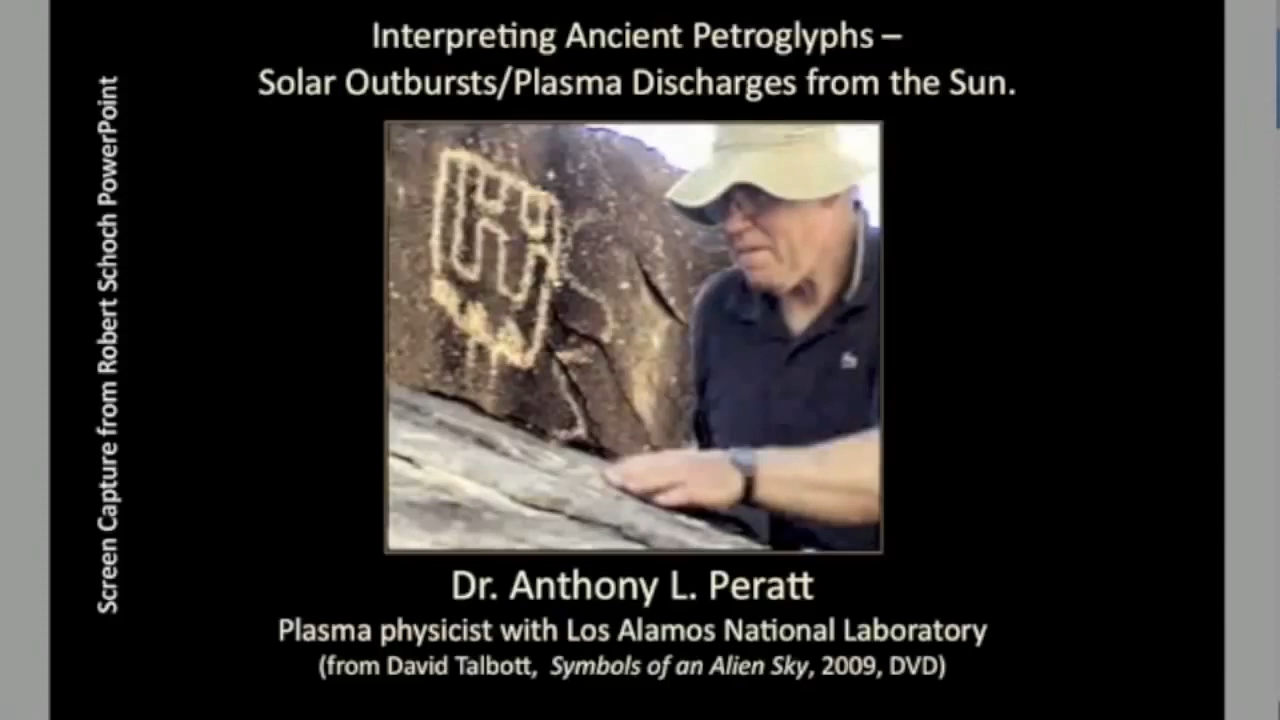 Interpreting Ancient Petroglyphs –
Solar Outbursts/Plasma Discharges from the Sun.
Screen Capture from Robert Schoch PowerPoint
Dr. Anthony L. Peratt
Plasma physicist with Los Alamos National Laboratory
(from David Talbott, Symbols of an Alien Sky, 2009, DVD)